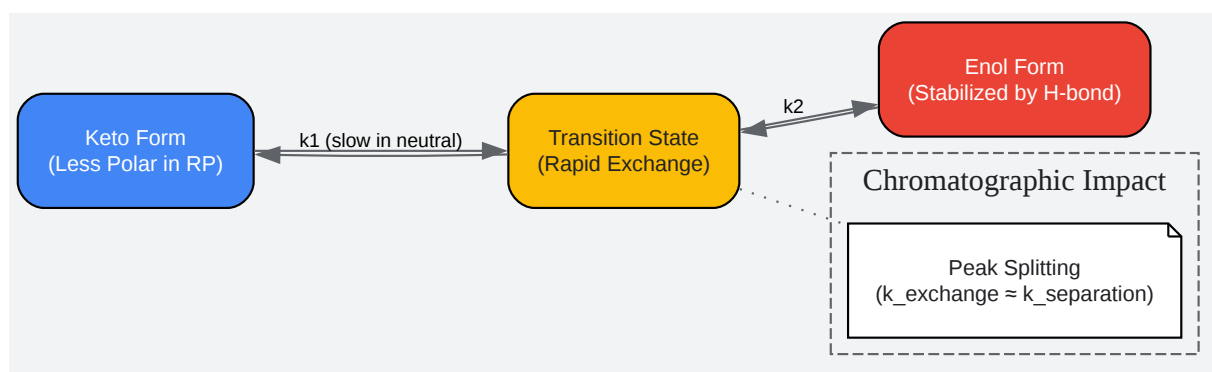 Keto Form
(Less Polar in RP)
k1 (slow in neutral)
Transition State
(Rapid Exchange)
k2
Enol Form
(Stabilized by H-bond)
Chromatographic Impact
Peak Splitting
(k_exchange ≈ k_separation)